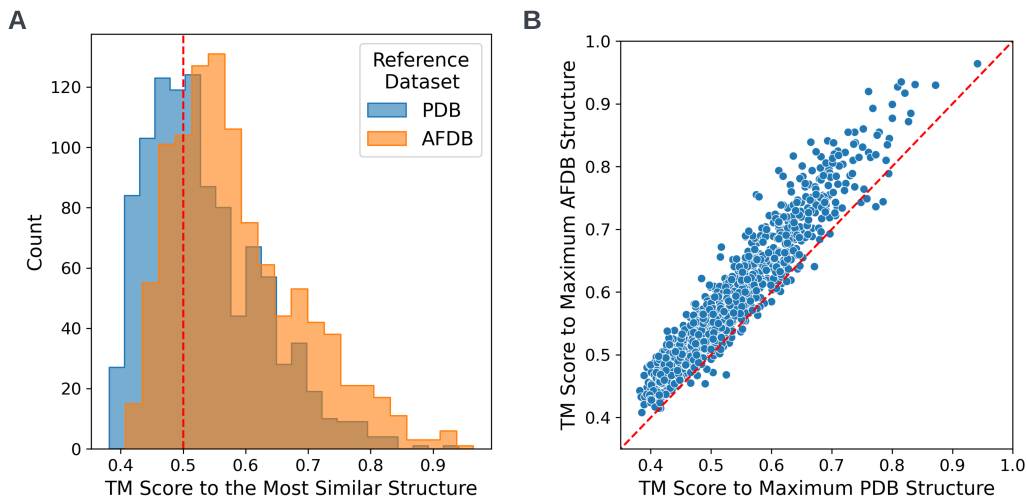 A
Count
0
20
40
60
80
100
120
0.4
0.5
0.6
0.7
0.8
0.9
TM Score to the Most Similar Structure
Reference
Dataset
PDB
AFDB
B
TM Score to Maximum AFDB Structure
1.0
0.9
0.8
0.7
0.6
0.5
0.4
0.4
0.5
0.6
0.7
0.8
0.9
1.0
TM Score to Maximum PDB Structure